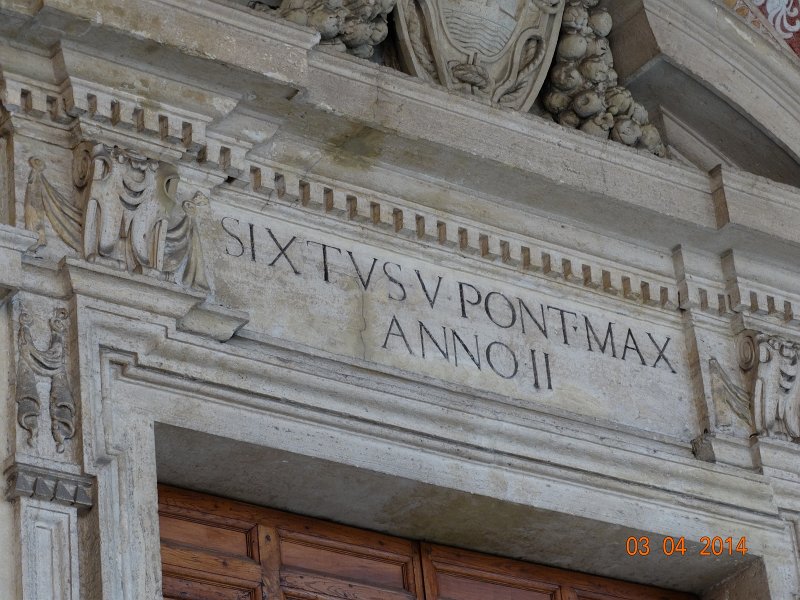 SIXTVS V·PONT·MAX
ANNO II
03 04 2014